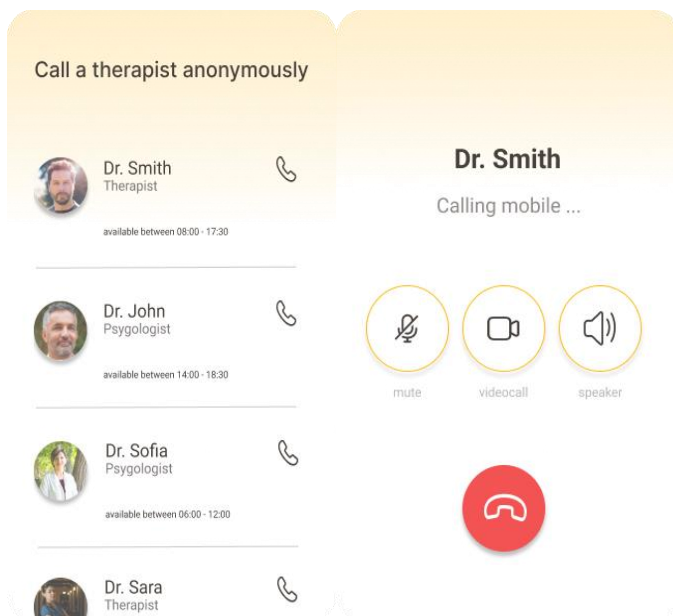 Call a therapist anonymously
Dr. Smith
Therapist
available between 08:00 - 17:30
Dr. John
Psygologist
available between 14:00 - 18:30
Dr. Sofia
Psygologist
available between 06:00 - 12:00
Dr. Sara
Therapist
Dr. Smith
Calling mobile ...
mute
videocall
speaker